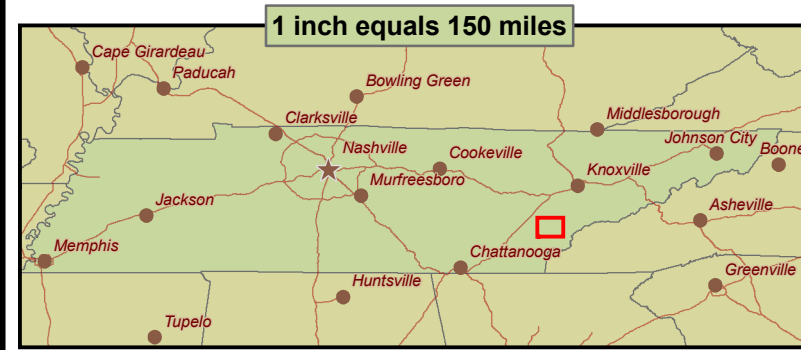 1 inch equals 150 miles
Cape Girardeau
Paducah
Bowling Green
Clarksville
Middlesborough
Nashville
Cookeville
Johnson City
Boone
Knoxville
Murfreesboro
Jackson
Asheville
Memphis
Chattanooga
Huntsville
Greenville
Tupelo